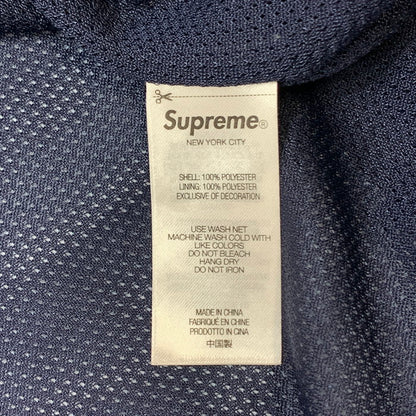 Supreme®
NEW YORK CITY
SHELL: 100% POLYESTER
LINING: 100% POLYESTER
EXCLUSIVE OF DECORATION
USE WASH NET
MACHINE WASH COLD WITH
LIKE COLORS
DO NOT BLEACH
HANG DRY
DO NOT IRON
MADE IN CHINA
FABRIQUÉ EN CHINE
PRODOTTO IN CINA
中国製